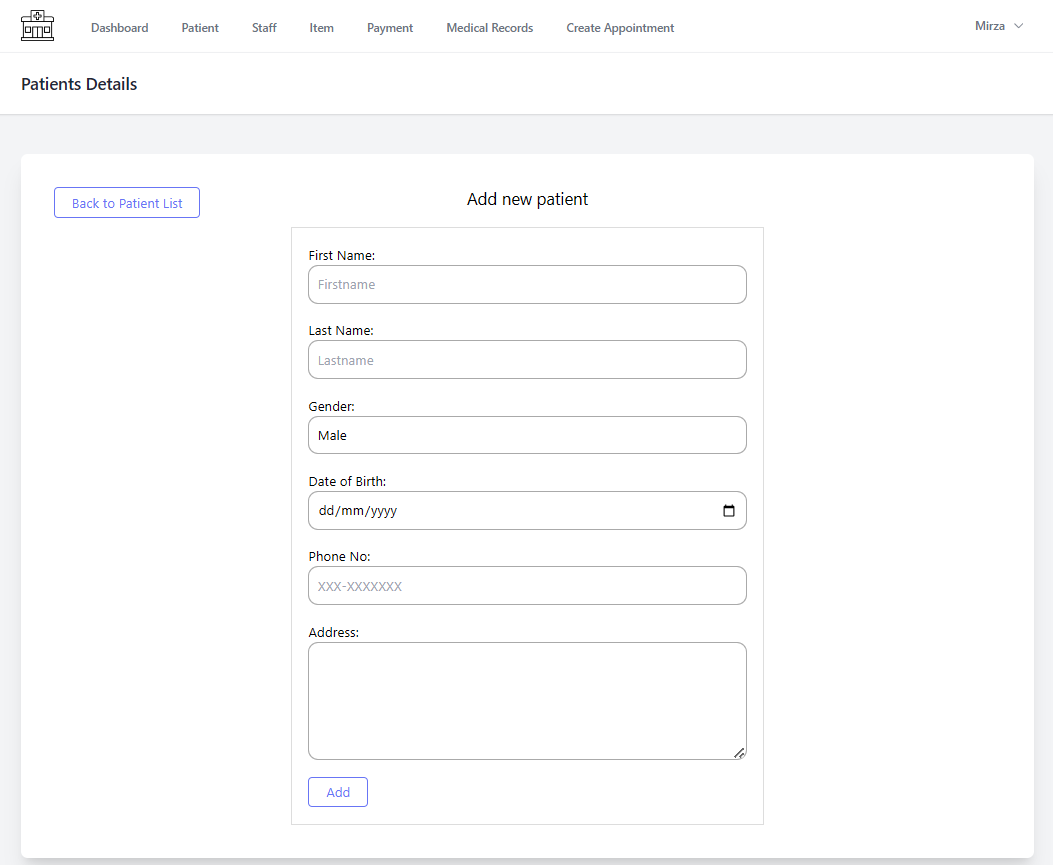 Dashboard Patient Staff Item Payment Medical Records Create Appointment Mirza
Patients Details
Back to Patient List
Add new patient
First Name:
Firstname
Last Name:
Lastname
Gender:
Male
Date of Birth:
dd/mm/yyyy
Phone No:
XXX-XXXXXXX
Address:
Add